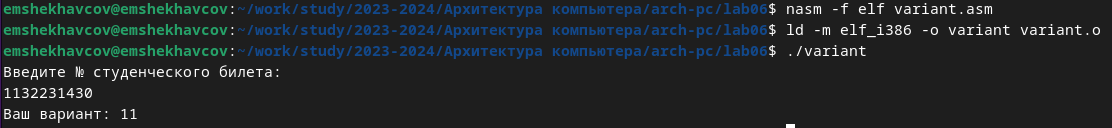 emshekhavcov@emshekhavcov:~/work/study/2023-2024/Архитектура компьютера/arch-pc/lab06$ nasm -f elf variant.asm
emshekhavcov@emshekhavcov:~/work/study/2023-2024/Архитектура компьютера/arch-pc/lab06$ ld -m elf_i386 -o variant variant.o
emshekhavcov@emshekhavcov:~/work/study/2023-2024/Архитектура компьютера/arch-pc/lab06$ ./variant
Введите № студенческого билета:
1132231430
Ваш вариант: 11